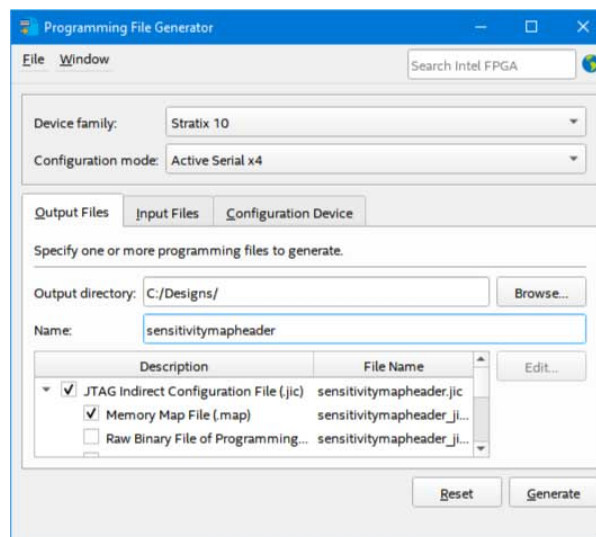 Programming File Generator
File Window Search Intel FPGA
Device family: Stratix 10
Configuration mode: Active Serial x4
Output Files Input Files Configuration Device
Specify one or more programming files to generate.
Output directory: C:/Designs/ Browse...
Name: sensitivitymapheader
Description File Name Edit...
JTAG Indirect Configuration File (.jic) sensitivitymapheader.jic
Memory Map File (.map) sensitivitymapheader_ji...
Raw Binary File of Programming... sensitivitymapheader_ji...
Reset Generate